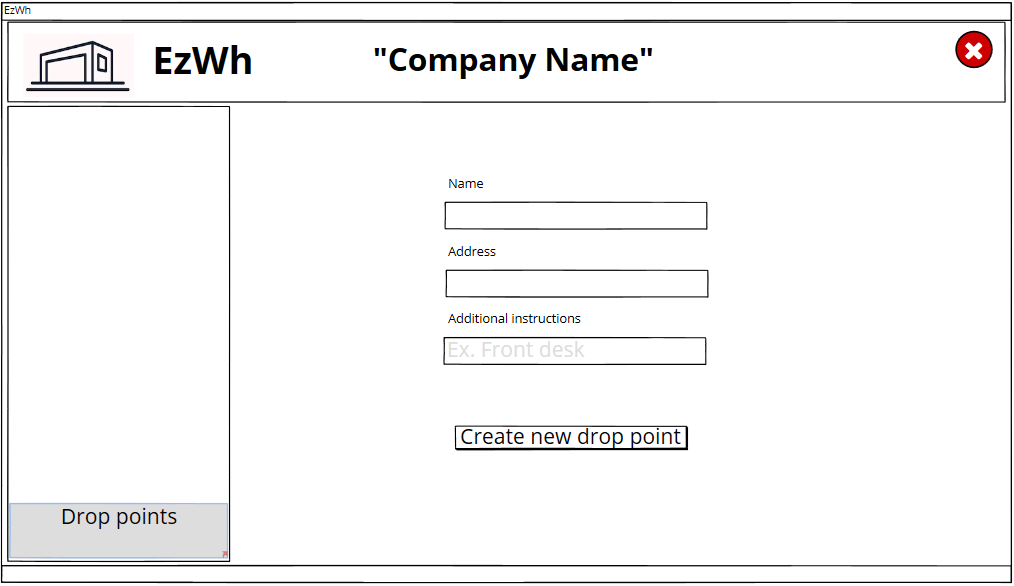 EzWh
EzWh
"Company Name"
Name
Address
Additional instructions
Ex. Front desk
Create new drop point
Drop points